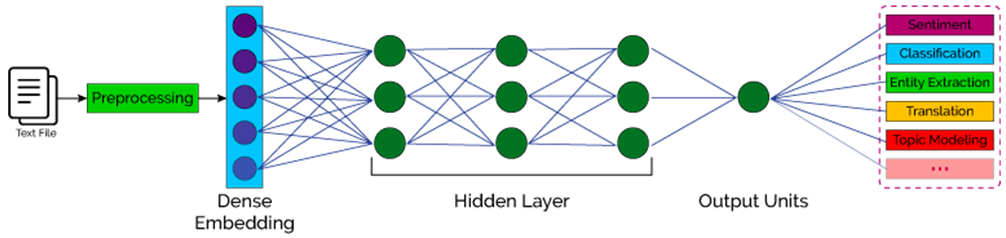 Text File
Preprocessing
Dense
Embedding
Hidden Layer
Output Units
Sentiment
Classification
Entity Extraction
Translation
Topic Modeling
...